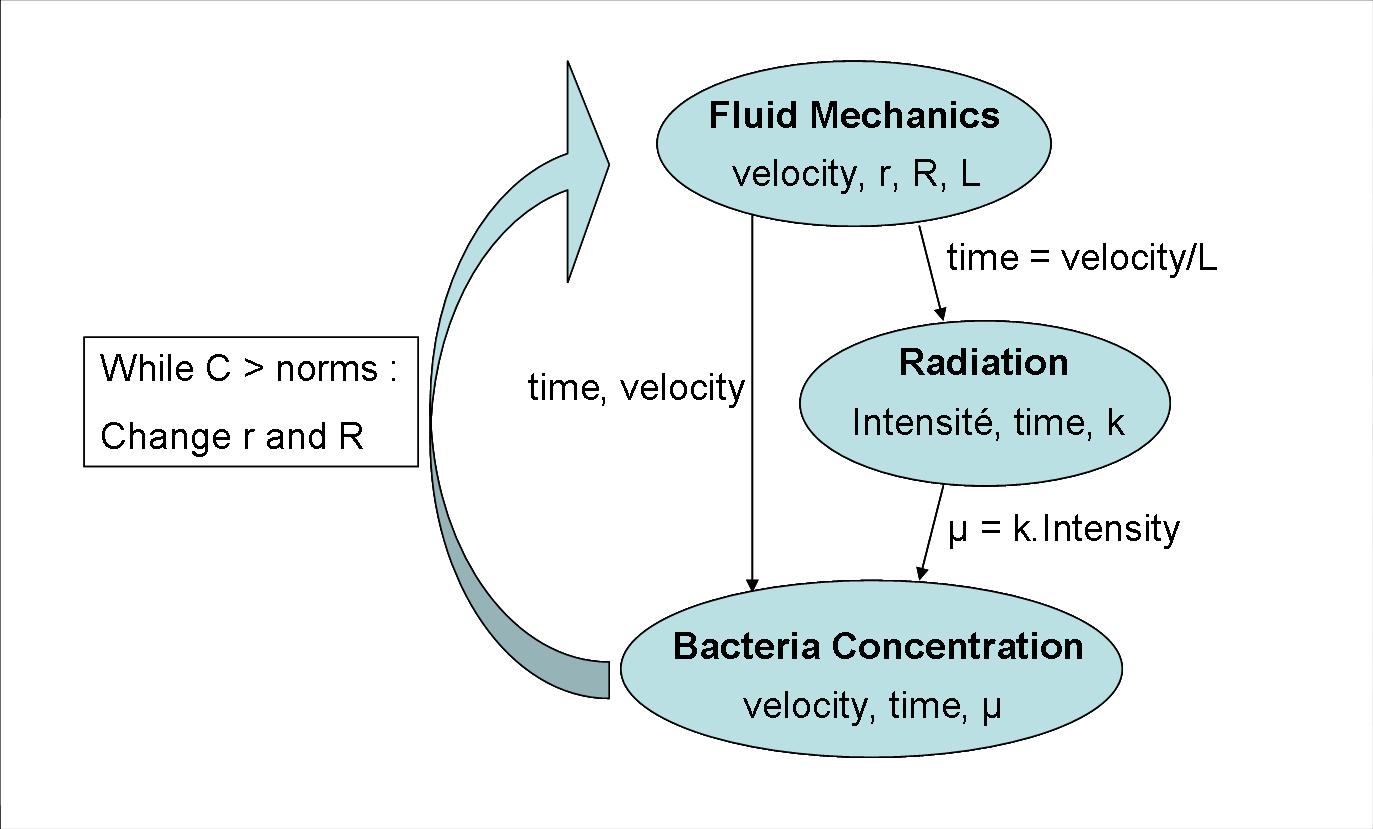 Fluid Mechanics
velocity, r, R, L
time = velocity/L
Radiation
Intensité, time, k
time, velocity
While C > norms :
Change r and R
µ = k.Intensity
Bacteria Concentration
velocity, time, µ